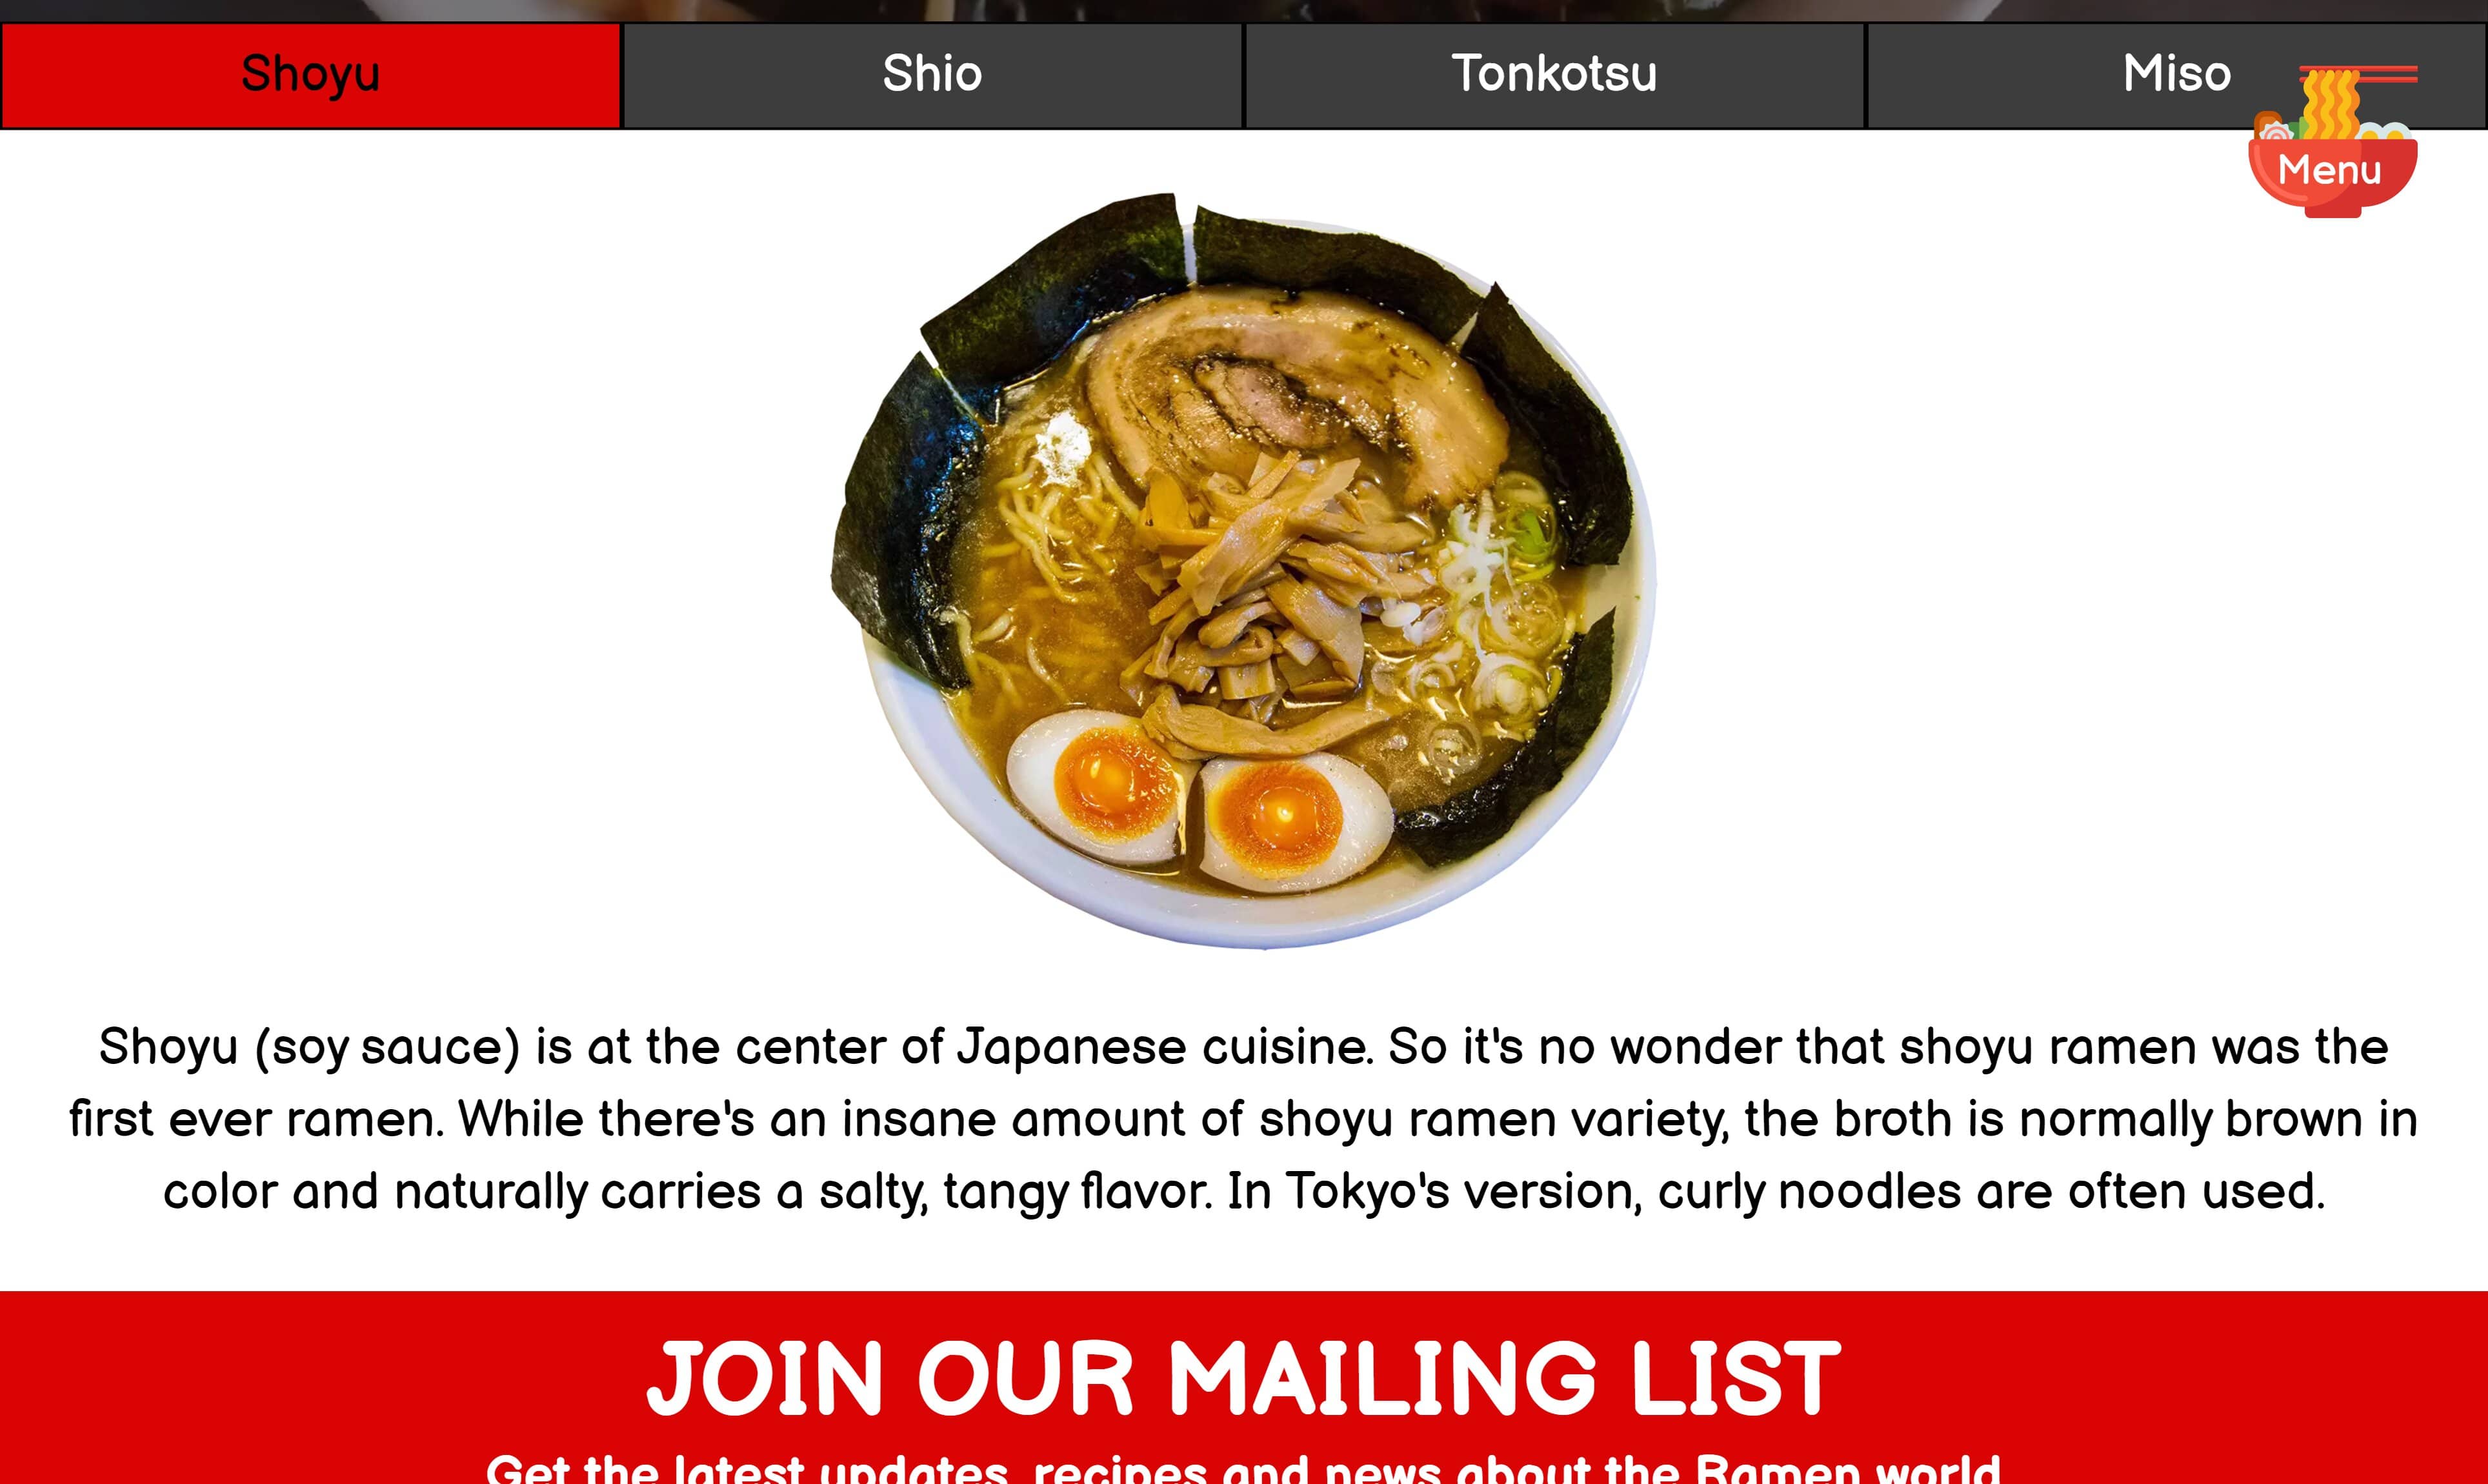 Shoyu
Shio
Tonkotsu
Miso
Menu
Shoyu (soy sauce) is at the center of Japanese cuisine. So it's no wonder that shoyu ramen was the
first ever ramen. While there's an insane amount of shoyu ramen variety, the broth is normally brown in
color and naturally carries a salty, tangy flavor. In Tokyo's version, curly noodles are often used.
JOIN OUR MAILING LIST
Get the latest updates, recipes and news about the Ramen world